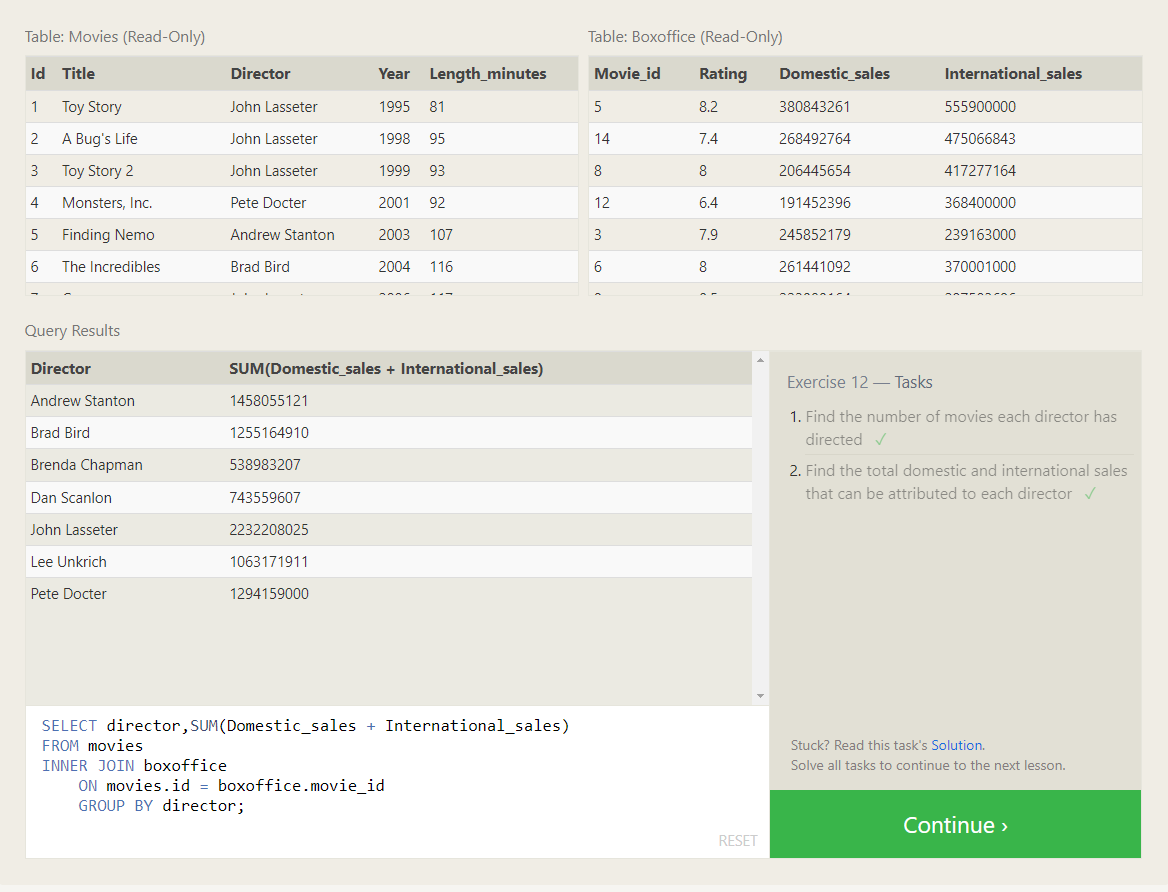 Table: Movies (Read-Only)
Id Title Director Year Length_minutes
1 Toy Story John Lasseter 1995 81
2 A Bug's Life John Lasseter 1998 95
3 Toy Story 2 John Lasseter 1999 93
4 Monsters, Inc. Pete Docter 2001 92
5 Finding Nemo Andrew Stanton 2003 107
6 The Incredibles Brad Bird 2004 116
Table: Boxoffice (Read-Only)
Movie_id Rating Domestic_sales International_sales
5 8.2 380843261 555900000
14 7.4 268492764 475066843
8 8 206445654 417277164
12 6.4 191452396 368400000
3 7.9 245852179 239163000
6 8 261441092 370001000
Query Results
Director SUM(Domestic_sales + International_sales)
Andrew Stanton 1458055121
Brad Bird 1255164910
Brenda Chapman 538983207
Dan Scanlon 743559607
John Lasseter 2232208025
Lee Unkrich 1063171911
Pete Docter 1294159000
SELECT director,SUM(Domestic_sales + International_sales)
FROM movies
INNER JOIN boxoffice
ON movies.id = boxoffice.movie_id
GROUP BY director;
RESET
Exercise 12 — Tasks
1. Find the number of movies each director has
directed ✓
2. Find the total domestic and international sales
that can be attributed to each director ✓
Stuck? Read this task's Solution.
Solve all tasks to continue to the next lesson.
Continue ›